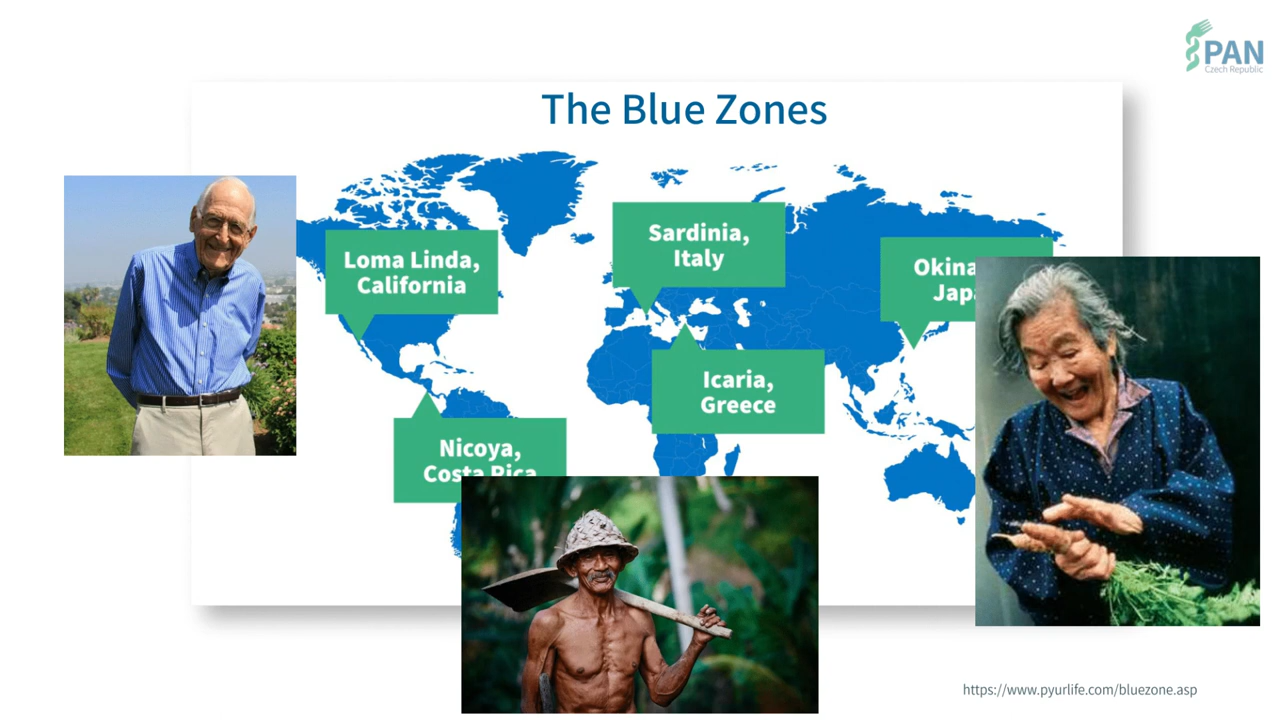 PAN
Czech Republic
The Blue Zones
Loma Linda,
California
Sardinia,
Italy
Okina
Japa
Icaria,
Greece
Nicoya,
Costa Rica
https://www.pyurlife.com/bluezone.asp